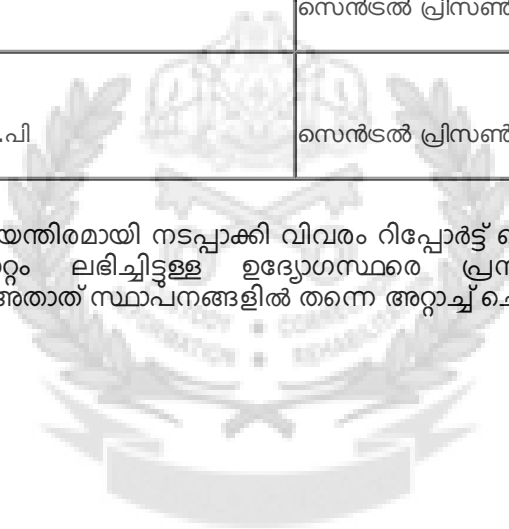 സെൻട്രൽ പ്രിസൺ
.പി സെൻട്രൽ പ്രിസൺ
യന്തിരമായി നടപ്പാക്കി വിവരം റിപ്പോർട്ട്
റ്റം ലഭിച്ചിട്ടുള്ള ഉദ്യോഗസ്ഥരെ
അതാത് സ്ഥാപനങ്ങളിൽ തന്നെ അറ്റാച്ച്